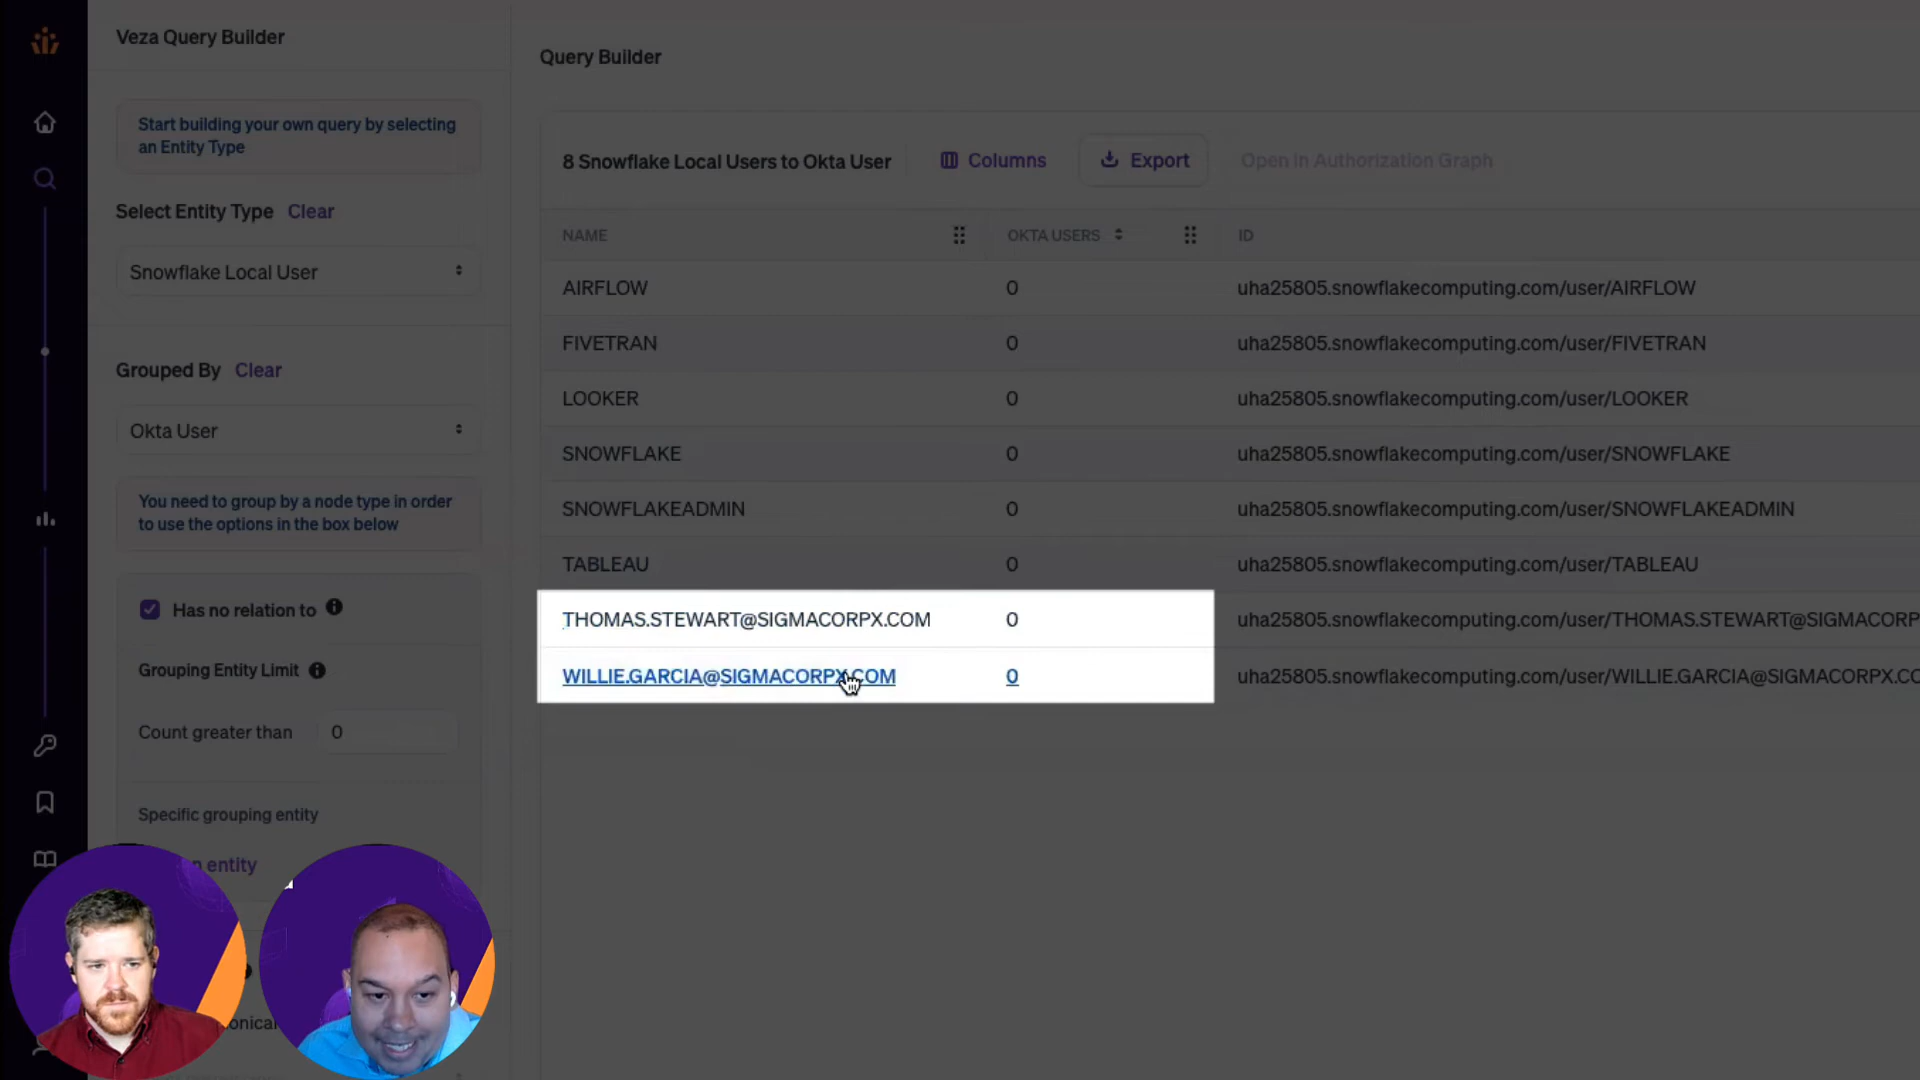 Veza Query Builder
Start building your own query by selecting
an Entity Type
Select Entity Type Clear
Snowflake Local User
Grouped By Clear
Okta User
You need to group by a node type in order
to use the options in the box below
Has no relation to
Grouping Entity Limit
Count greater than 0
Specific grouping entity
entity
Query Builder
8 Snowflake Local Users to Okta User Columns Export Open in Authorization Graph
NAME OKTA USERS ID
AIRFLOW 0 uha25805.snowflakecomputing.com/user/AIRFLOW
FIVETRAN 0 uha25805.snowflakecomputing.com/user/FIVETRAN
LOOKER 0 uha25805.snowflakecomputing.com/user/LOOKER
SNOWFLAKE 0 uha25805.snowflakecomputing.com/user/SNOWFLAKE
SNOWFLAKEADMIN 0 uha25805.snowflakecomputing.com/user/SNOWFLAKEADMIN
TABLEAU 0 uha25805.snowflakecomputing.com/user/TABLEAU
THOMAS.STEWART@SIGMACORPX.COM 0 uha25805.snowflakecomputing.com/user/THOMAS.STEWART@SIGMACORP
WILLIE.GARCIA@SIGMACORPX.COM 0 uha25805.snowflakecomputing.com/user/WILLIE.GARCIA@SIGMACORPX.CO